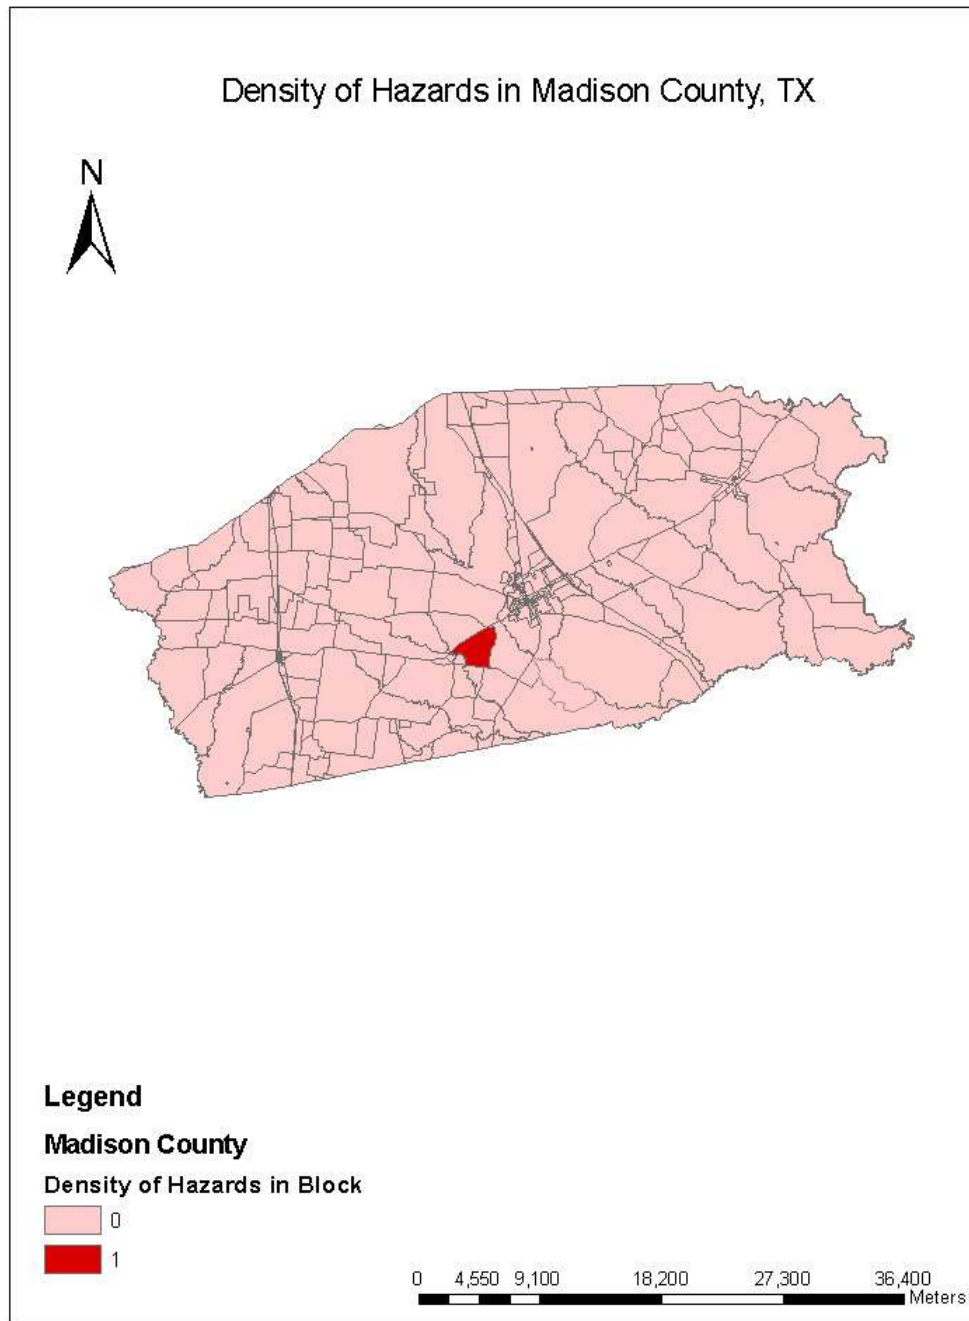 Density of Hazards in Madison County, TX
N
Legend
Madison County
Density of Hazards in Block
0
1
0 4,550 9,100 18,200 27,300 36,400
Meters